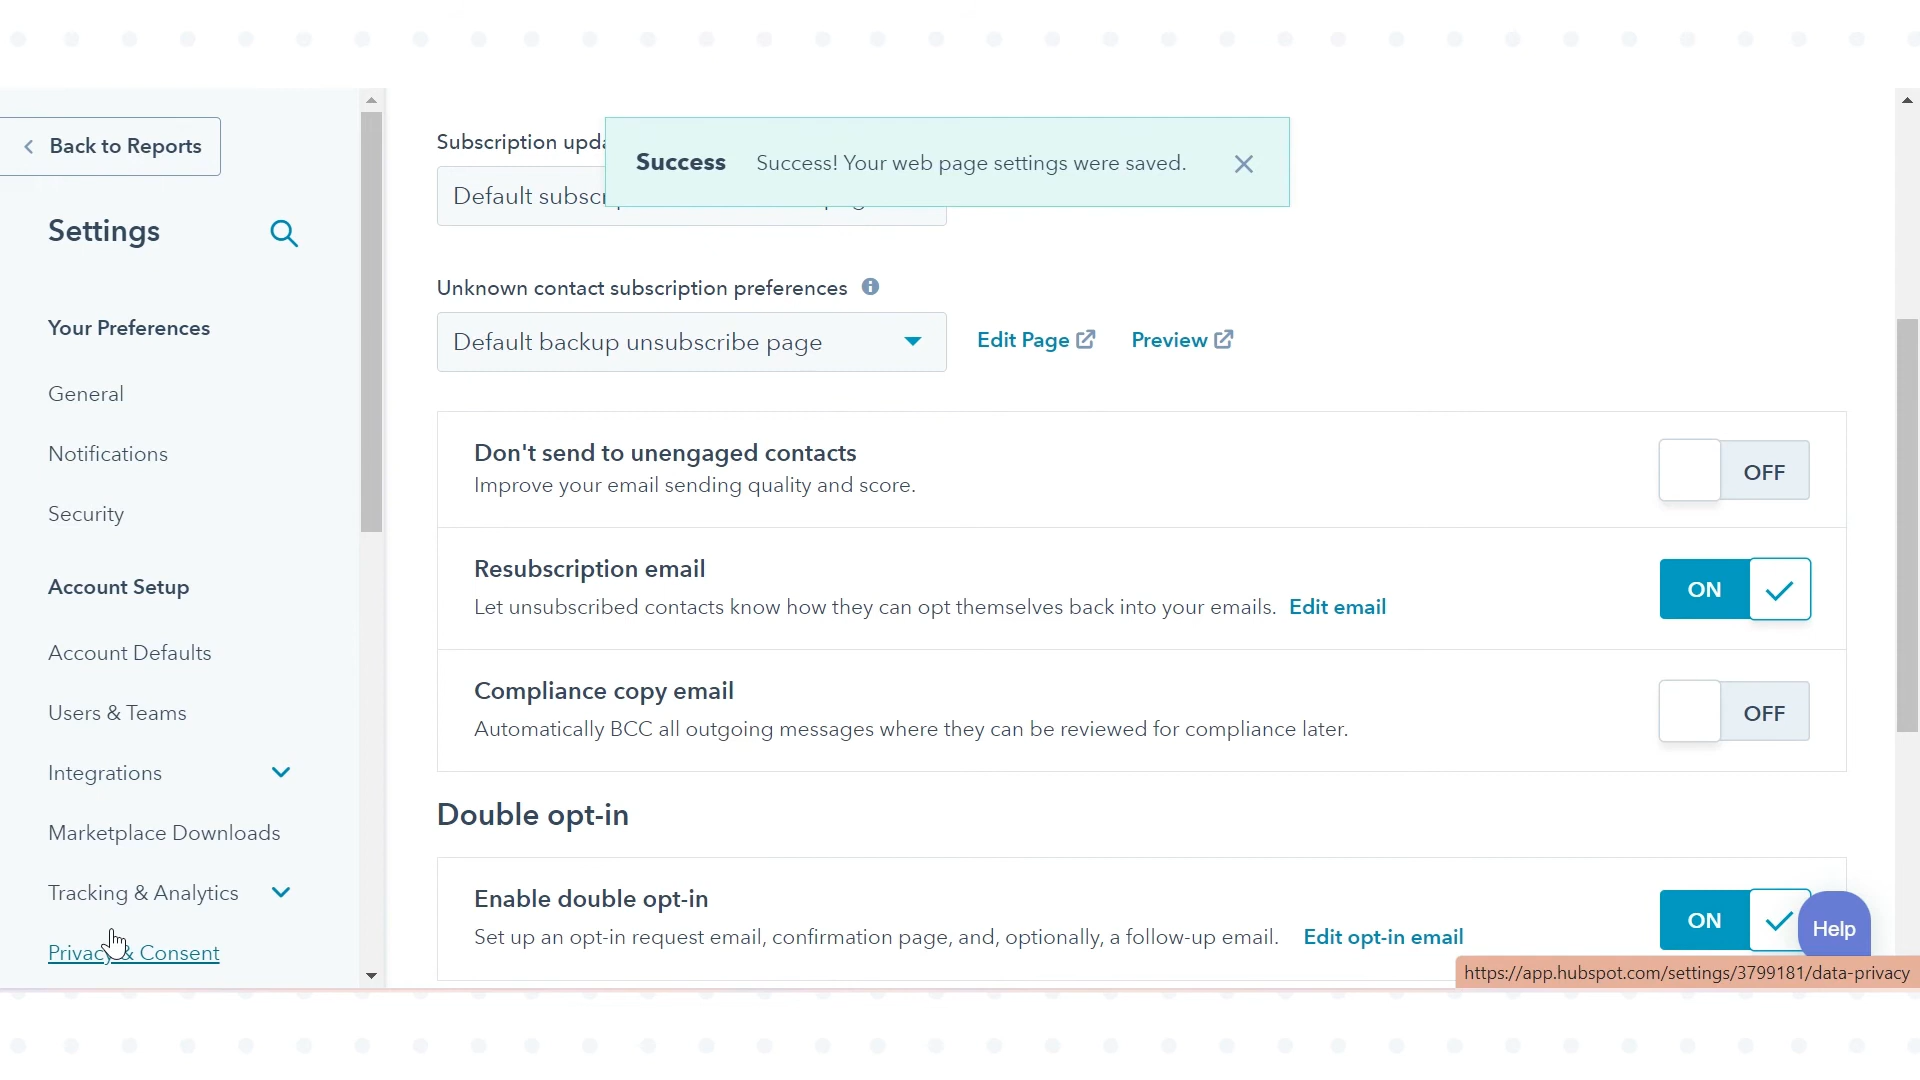 Back to Reports
Settings
Your Preferences
General
Notifications
Security
Account Setup
Account Defaults
Users & Teams
Integrations
Marketplace Downloads
Tracking & Analytics
Privacy & Consent
Subscription upda
Default subscr
Success Success! Your web page settings were saved.
Unknown contact subscription preferences
Default backup unsubscribe page
Edit Page
Preview
Don't send to unengaged contacts
Improve your email sending quality and score.
OFF
Resubscription email
Let unsubscribed contacts know how they can opt themselves back into your emails. Edit email
ON
Compliance copy email
Automatically BCC all outgoing messages where they can be reviewed for compliance later.
OFF
Double opt-in
Enable double opt-in
Set up an opt-in request email, confirmation page, and, optionally, a follow-up email. Edit opt-in email
ON
Help
https://app.hubspot.com/settings/3799181/data-privacy